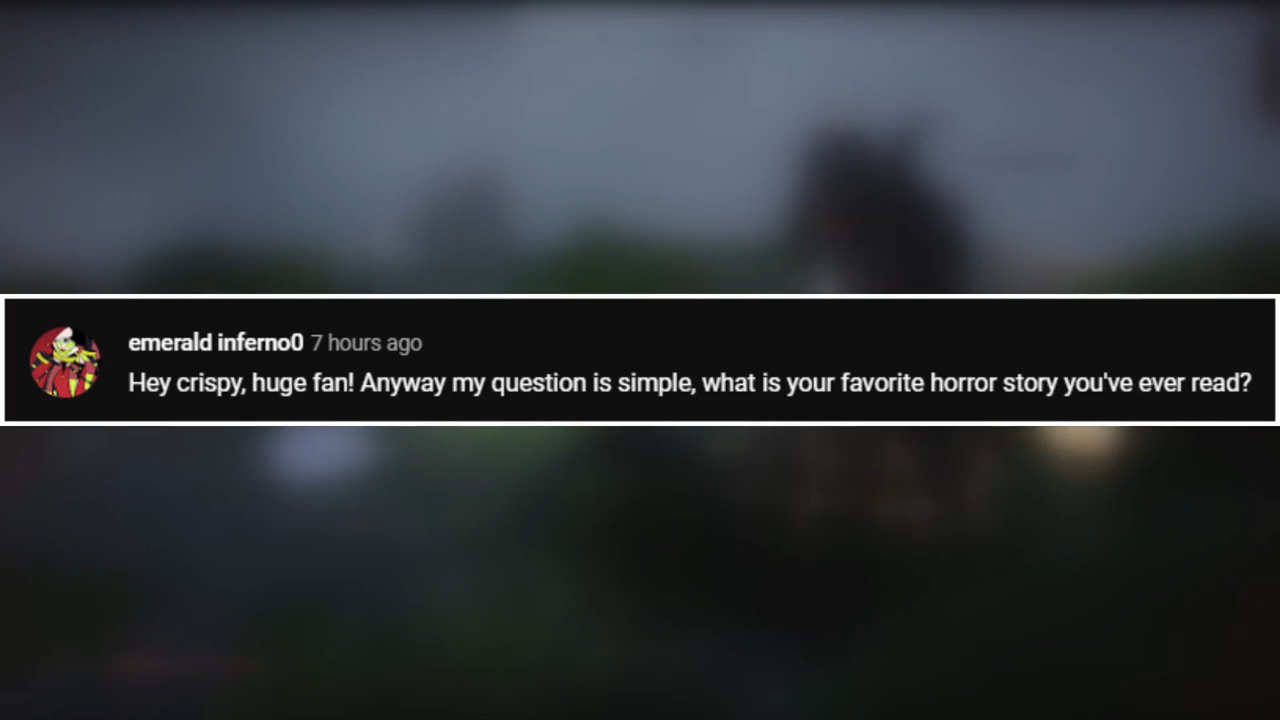 emerald inferno0 7 hours ago
Hey crispy, huge fan! Anyway my question is simple, what is your favorite horror story you've ever read?